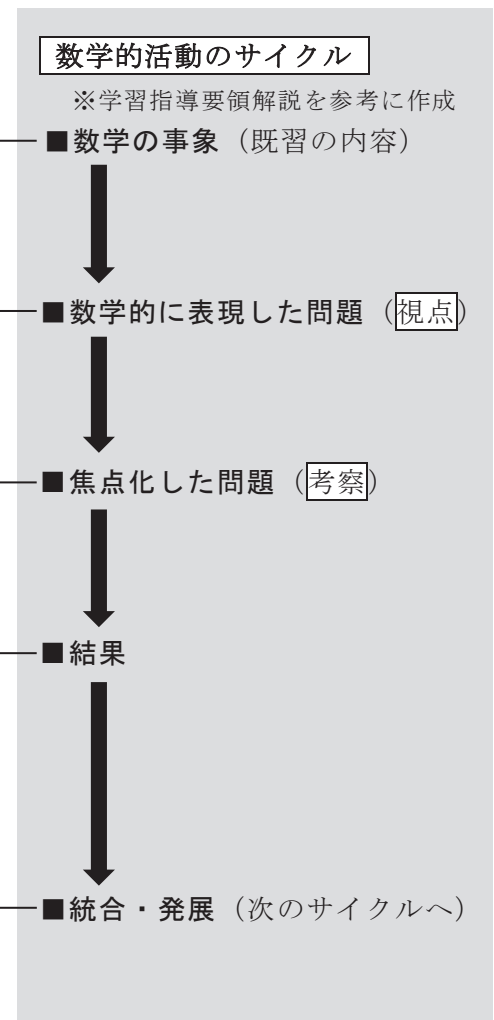 数学的活動のサイクル
※学習指導要領解説を参考に作成
■数学の事象（既習の内容）
■数学的に表現した問題（視点）
■焦点化した問題（考察）
■結果
■統合・発展（次のサイクルへ）